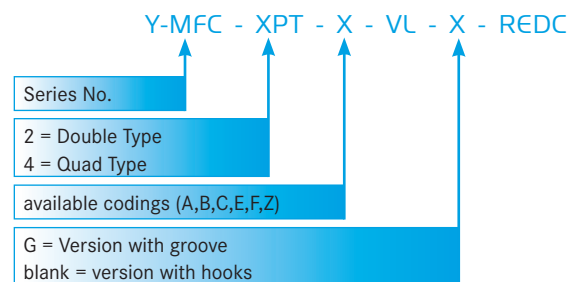 Y-MFC - XPT - X - VL - X - REDC
Series No.
2 = Double Type
4 = Quad Type
available codings (A,B,C,E,F,Z)
G = Version with groove
blank = version with hooks